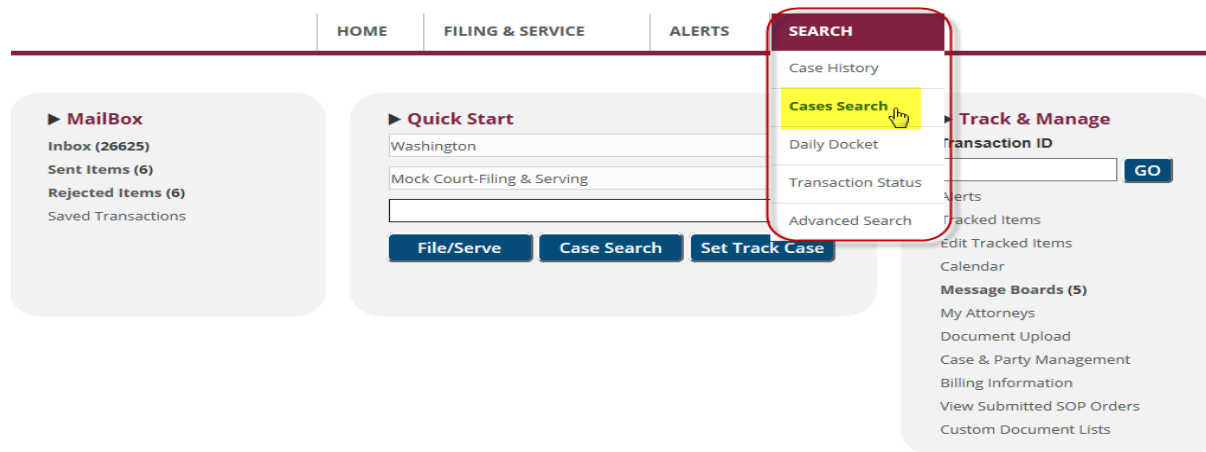 HOME
FILING & SERVICE
ALERTS
SEARCH
Case History
Cases Search
Daily Docket
Transaction Status
Advanced Search
► MailBox
Inbox (26625)
Sent Items (6)
Rejected Items (6)
Saved Transactions
► Quick Start
Washington
Mock Court-Filing & Serving
File/Serve
Case Search
Set Track Case
Track & Manage
Transaction ID
GO
Alerts
Tracked Items
Edit Tracked Items
Calendar
Message Boards (5)
My Attorneys
Document Upload
Case & Party Management
Billing Information
View Submitted SOP Orders
Custom Document Lists